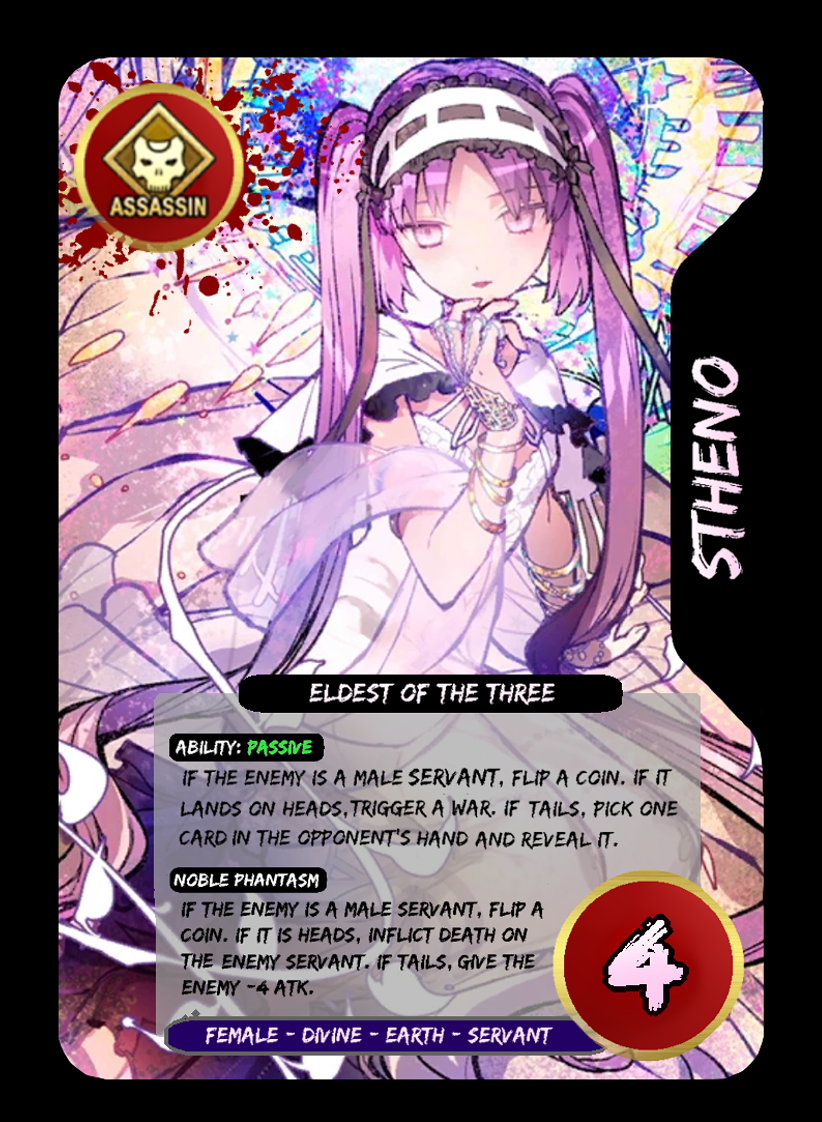 ASSASSIN
STHENO
ELDEST OF THE THREE
ABILITY: PASSIVE
IF THE ENEMY IS A MALE SERVANT, FLIP A COIN. IF IT
LANDS ON HEADS,TRIGGER A WAR. IF TAILS, PICK ONE
CARD IN THE OPPONENT'S HAND AND REVEAL IT.
NOBLE PHANTASM
IF THE ENEMY IS A MALE SERVANT, FLIP A
COIN. IF IT IS HEADS, INFLICT DEATH ON
THE ENEMY SERVANT. IF TAILS, GIVE THE
ENEMY -4 ATK.
4
FEMALE - DIVINE - EARTH - SERVANT